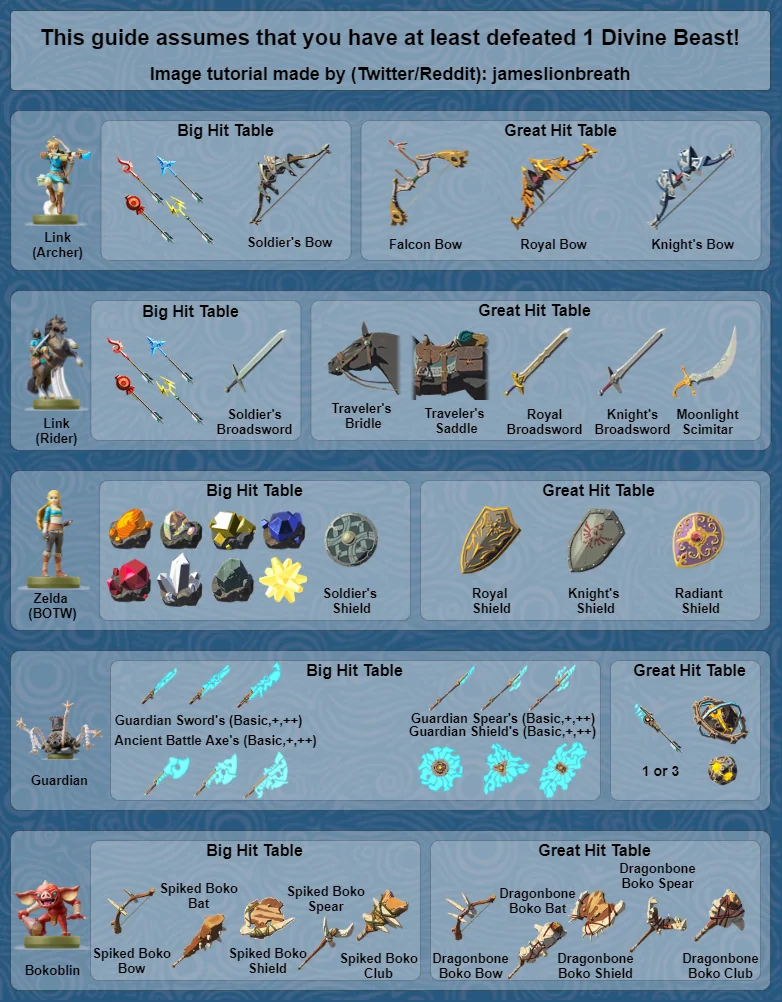 This guide assumes that you have at least defeated 1 Divine Beast!
Image tutorial made by (Twitter/Reddit): jameslionbreath
Link
(Archer)
Big Hit Table
Soldier's Bow
Great Hit Table
Falcon Bow
Royal Bow
Knight's Bow
Link
(Rider)
Big Hit Table
Soldier's
Broadsword
Great Hit Table
Traveler's
Bridle
Traveler's
Saddle
Royal
Broadsword
Knight's
Broadsword
Moonlight
Scimitar
Zelda
(BOTW)
Big Hit Table
Soldier's
Shield
Great Hit Table
Royal
Shield
Knight's
Shield
Radiant
Shield
Guardian
Big Hit Table
Guardian Sword's (Basic,+,++)
Ancient Battle Axe's (Basic,+,++)
Guardian Spear's (Basic,+,++)
Guardian Shield's (Basic,+,++)
Great Hit Table
1 or 3
Bokoblin
Big Hit Table
Spiked Boko
Bow
Spiked Boko
Bat
Spiked Boko
Shield
Spiked Boko
Spear
Spiked Boko
Club
Great Hit Table
Dragonbone
Boko Bow
Dragonbone
Boko Bat
Dragonbone
Boko Shield
Dragonbone
Boko Spear
Dragonbone
Boko Club